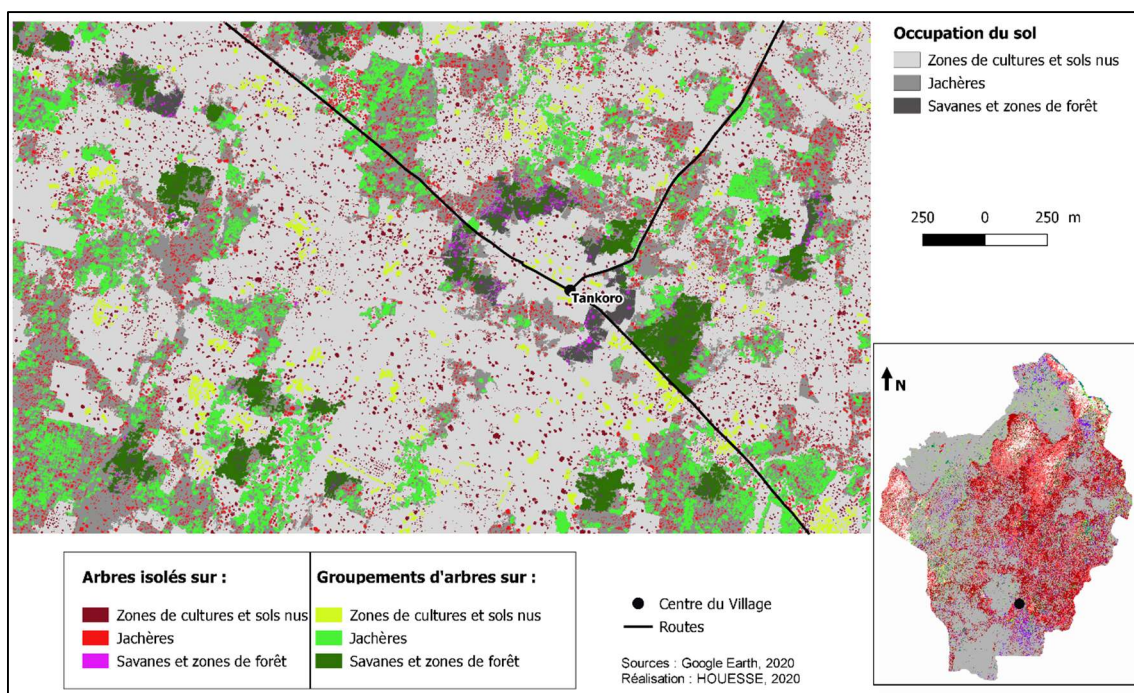 Occupation du sol
Zones de cultures et sols nus
Jachères
Savanes et zones de forêt
250 0 250 m
Tankoro
N
Arbres isolés sur :
Zones de cultures et sols nus
Jachères
Savanes et zones de forêt
Groupements d'arbres sur :
Zones de cultures et sols nus
Jachères
Savanes et zones de forêt
Centre du Village
Routes
Sources : Google Earth, 2020
Réalisation : HOUESSE, 2020